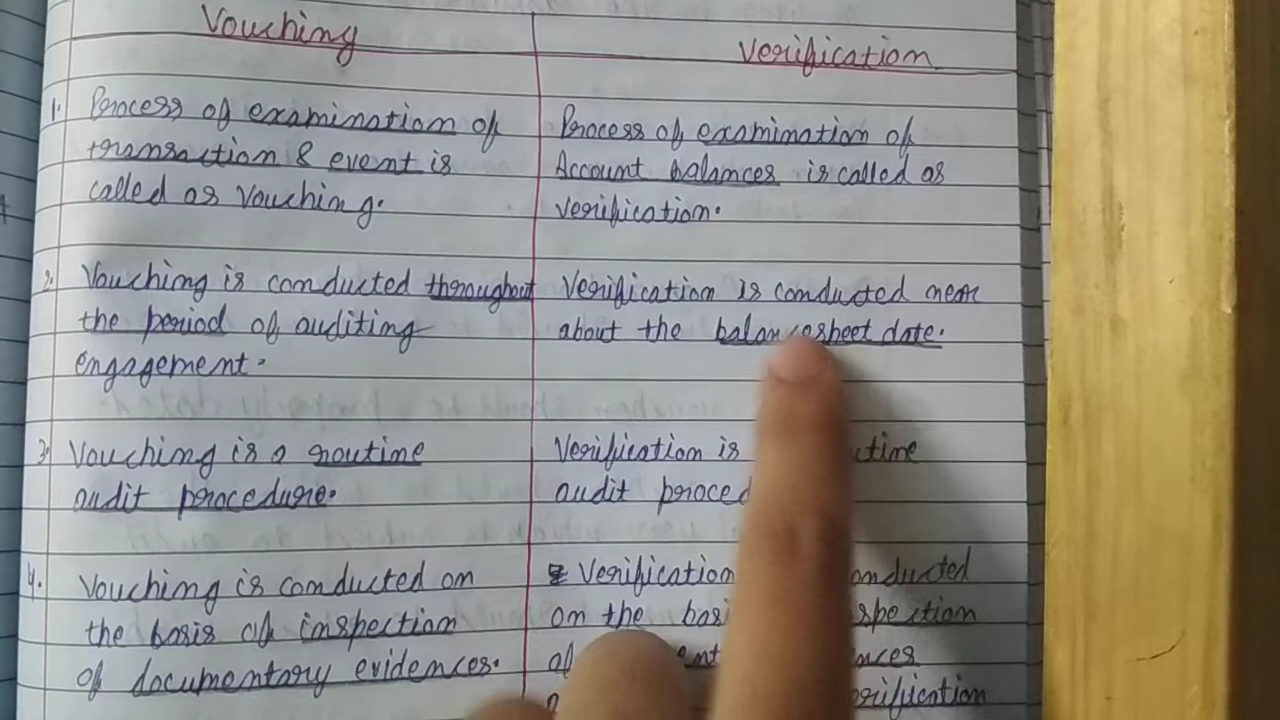 Vouching
Verification
1. Process of examination of
transaction & event is
called as Vouching.
Process of examination of
Account balances is called as
verification.
2. Vouching is conducted throughout
the period of auditing
engagement.
Verification is conducted near
about the balancesheet date.
3. Vouching is a routine
audit procedure.
Verification is
audit
4. Vouching is conducted on
the basis of inspection
of documentary evidences.
Verification
on the
of